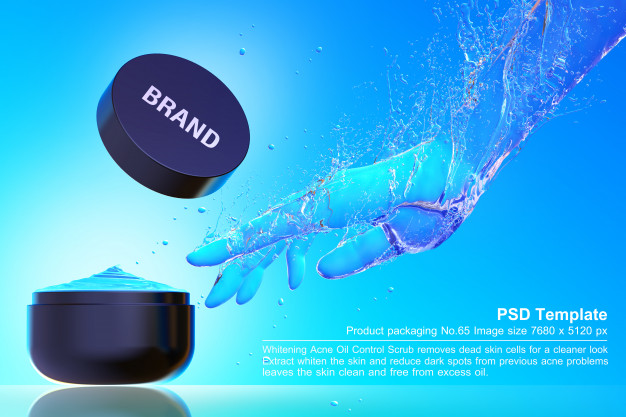 BRAND
PSD Template
Product packaging No.65 Image size 7680 x 5120 px
Whitening Acne Oil Control Scrub removes dead skin cells for a cleaner look
Extract whiten the skin and reduce dark spots from previous acne problems
leaves the skin clean and free from excess oil.